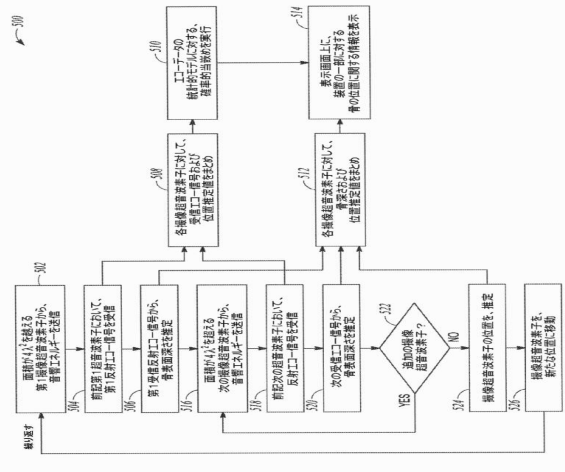 500
繰り返す
502
面積が4λ²を超える
第1撮像超音波素子から、
音響エネルギーを送信
504
前記第1超音波素子において、
第1反射エコー信号を受信
506
第1受信反射エコー信号から、
骨表面深さを推定
516
面積が4λ²を超える
次の撮像超音波素子から、
音響エネルギーを送信
518
前記次の超音波素子において、
反射エコー信号を受信
520
次の受信エコー信号から、
骨表面深さを推定
522
追加の撮像
超音波素子?
YES
NO
524
撮像超音波素子の位置を、推定
526
撮像超音波素子を、
新たな位置に移動
508
各撮像超音波素子に対して、
受信エコー信号および
位置推定値をまとめ
512
各撮像超音波素子に対して、
骨深さおよび
位置推定値をまとめ
510
エコーデータの
統計的モデルに対する、
確率的当嵌めを実行
514
表示画面上に、
装置の一部に対する
骨の位置に関する情報を表示